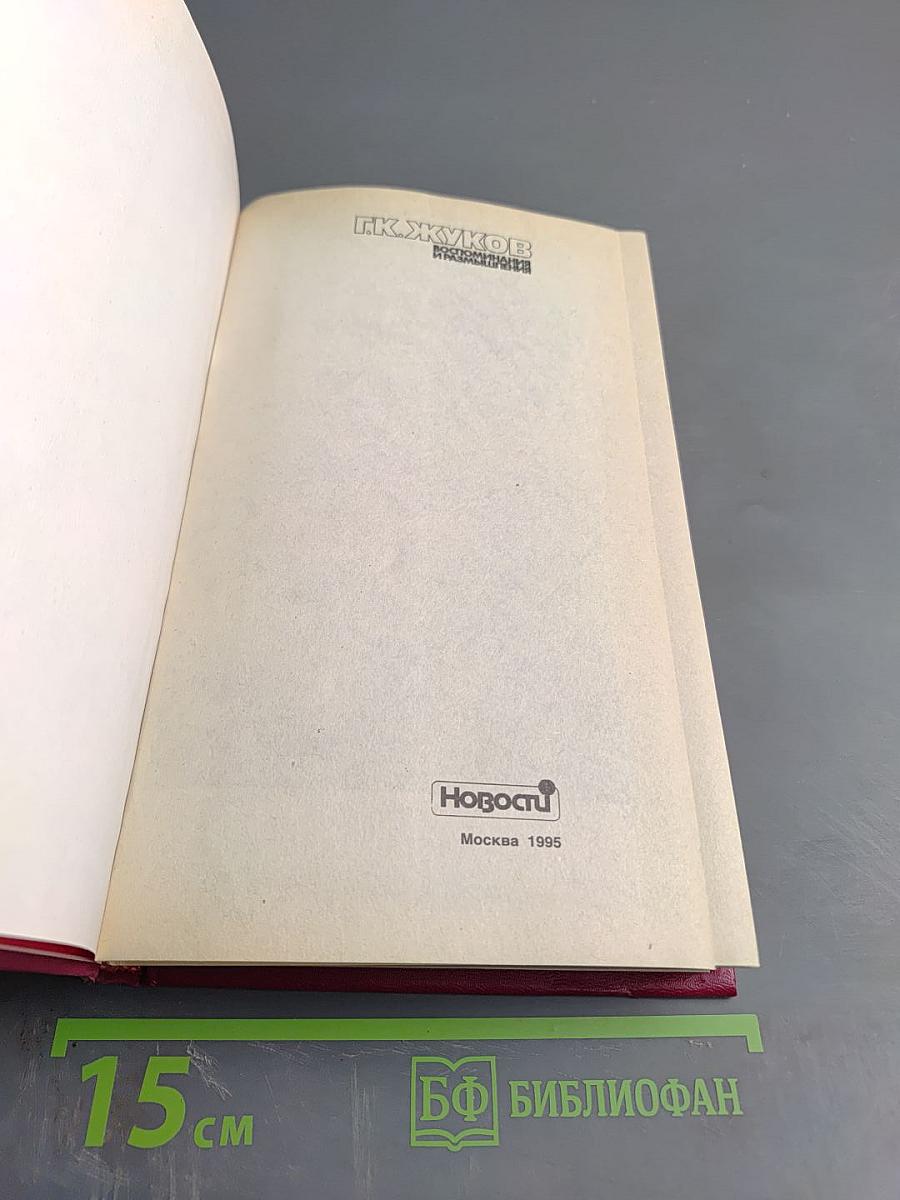 Г.К.ЖУКОВ
ВОСПОМИНАНИЯ
И РАЗМЫШЛЕНИЯ
Новости
Москва 1995
15 см
БФ БИБЛИОФАН